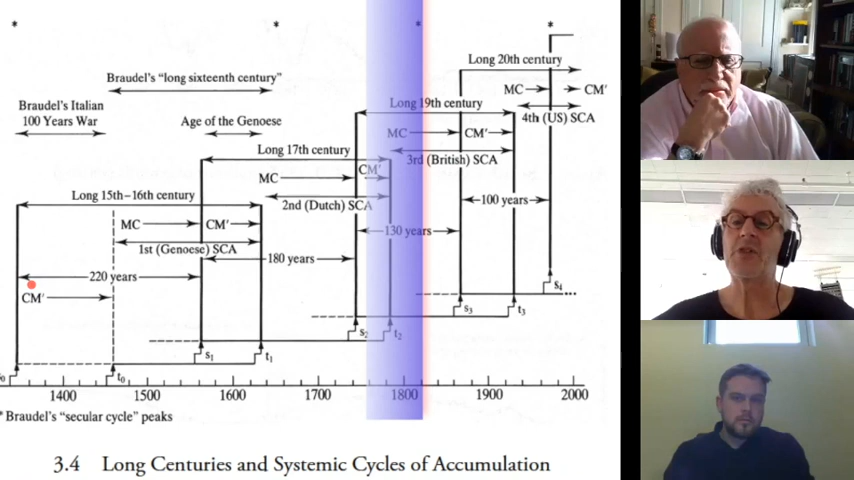 * * * *
Long 20th century
Braudel's "long sixteenth century"
MC CM'
Braudel's Italian
100 Years War
Age of the Genoese
Long 19th century
4th (US) SCA
MC CM'
Long 17th century
3rd (British) SCA
CM'
MC
Long 15th–16th century
2nd (Dutch) SCA
100 years
MC CM'
130 years
1st (Genoese) SCA
180 years
220 years
CM'
S4
S3 t3
S2 t2
S1 t1
t0
1400 1500 1600 1700 1800 1900 2000
* Braudel's "secular cycle" peaks
3.4 Long Centuries and Systemic Cycles of Accumulation